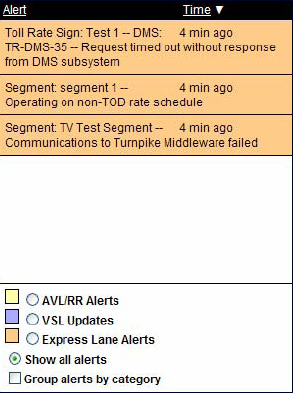 Alert Time ▼
Toll Rate Sign: Test 1 -- DMS: 4 min ago
TR-DMS-35 -- Request timed out without response
from DMS subsystem
Segment: segment 1 -- 4 min ago
Operating on non-TOD rate schedule
Segment: TV Test Segment -- 4 min ago
Communications to Turnpike Middleware failed
AVL/RR Alerts
VSL Updates
Express Lane Alerts
Show all alerts
Group alerts by category